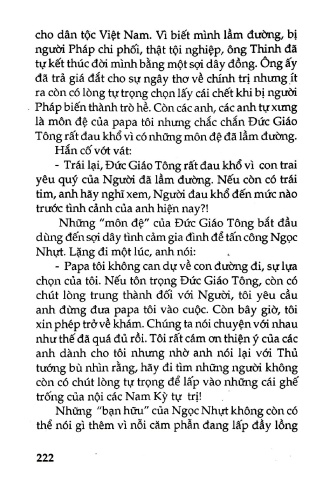 cho dân tộc Việt Nam. Vì biết mình lầm đường, bị
người Pháp chi phối, thật tội nghiệp, ông Thinh đã
tự kết thúc đời mình bằng một sợi dây đồng. Ông ấy
đã trả giá đắt cho sự ngây thơ về chính trị nhưng ít
ra còn có lòng tự trọng chọn lấy cái chết khi bị người
Pháp biến thành trò hề. Còn các anh, các anh tự xưng
là môn đệ của papa tôi nhưng chắc chắn Đức Giáo
Tông rất đau khổ vì có những môn đệ đã lầm đường.
Hắn cố vớt vát:
- Trái lại, Đức Giáo Tông rất đau khổ vì con trai
yêu quý của Người đã lầm đường. Nếu còn có trái
tim, anh hãy nghĩ xem, Người đau khổ đến mức nào
trước tình cảnh của anh hiện nay?!
Những "môn đệ" của Đức Giáo Tông bắt đầu
dùng đến sợi dây tình cảm gia đình để tấn công Ngọc
Nhựt. Lặng đi một lúc, anh nói:
- Papa tôi không can dự về con đường đi, sự lựa
chọn của tôi. Nếu tôn trọng Đức Giáo Tông, còn có
chút lòng trung thành đối với Người, tôi yêu cầu
anh đừng đưa papa tôi vào cuộc. Còn bây giờ, tôi
xin phép trở về khám. Chúng ta nói chuyện với nhau
như thế đã quá đủ rồi. Tôi rất cám ơn thiện ý của các
anh dành cho tôi nhưng nhờ anh nói lại với Thủ
tướng bù nhìn rằng, hãy đi tìm những người không
còn có chút lòng tự trọng để lấp vào những cái ghế
trống của nội các Nam Kỳ tự trị!
Những "bạn hữu" của Ngọc Nhựt không còn có
thể nói gì thêm vì nỗi căm phẫn đang lấp đầy lồng
222